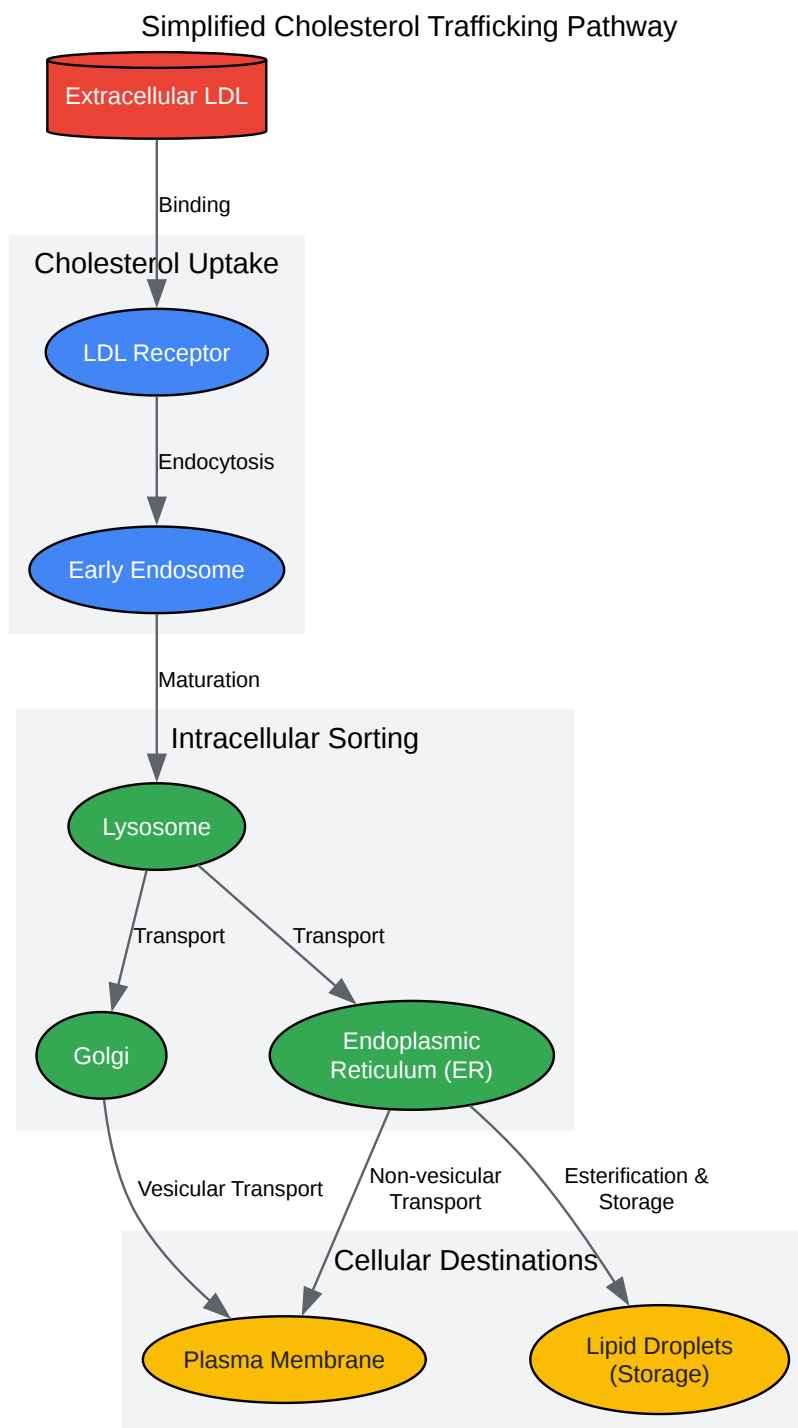 Simplified Cholesterol Trafficking Pathway
Extracellular LDL
Binding
Cholesterol Uptake
LDL Receptor
Endocytosis
Early Endosome
Maturation
Intracellular Sorting
Lysosome
Transport
Transport
Golgi
Endoplasmic
Reticulum (ER)
Vesicular Transport
Non-vesicular
Transport
Esterification &
Storage
Cellular Destinations
Plasma Membrane
Lipid Droplets
(Storage)